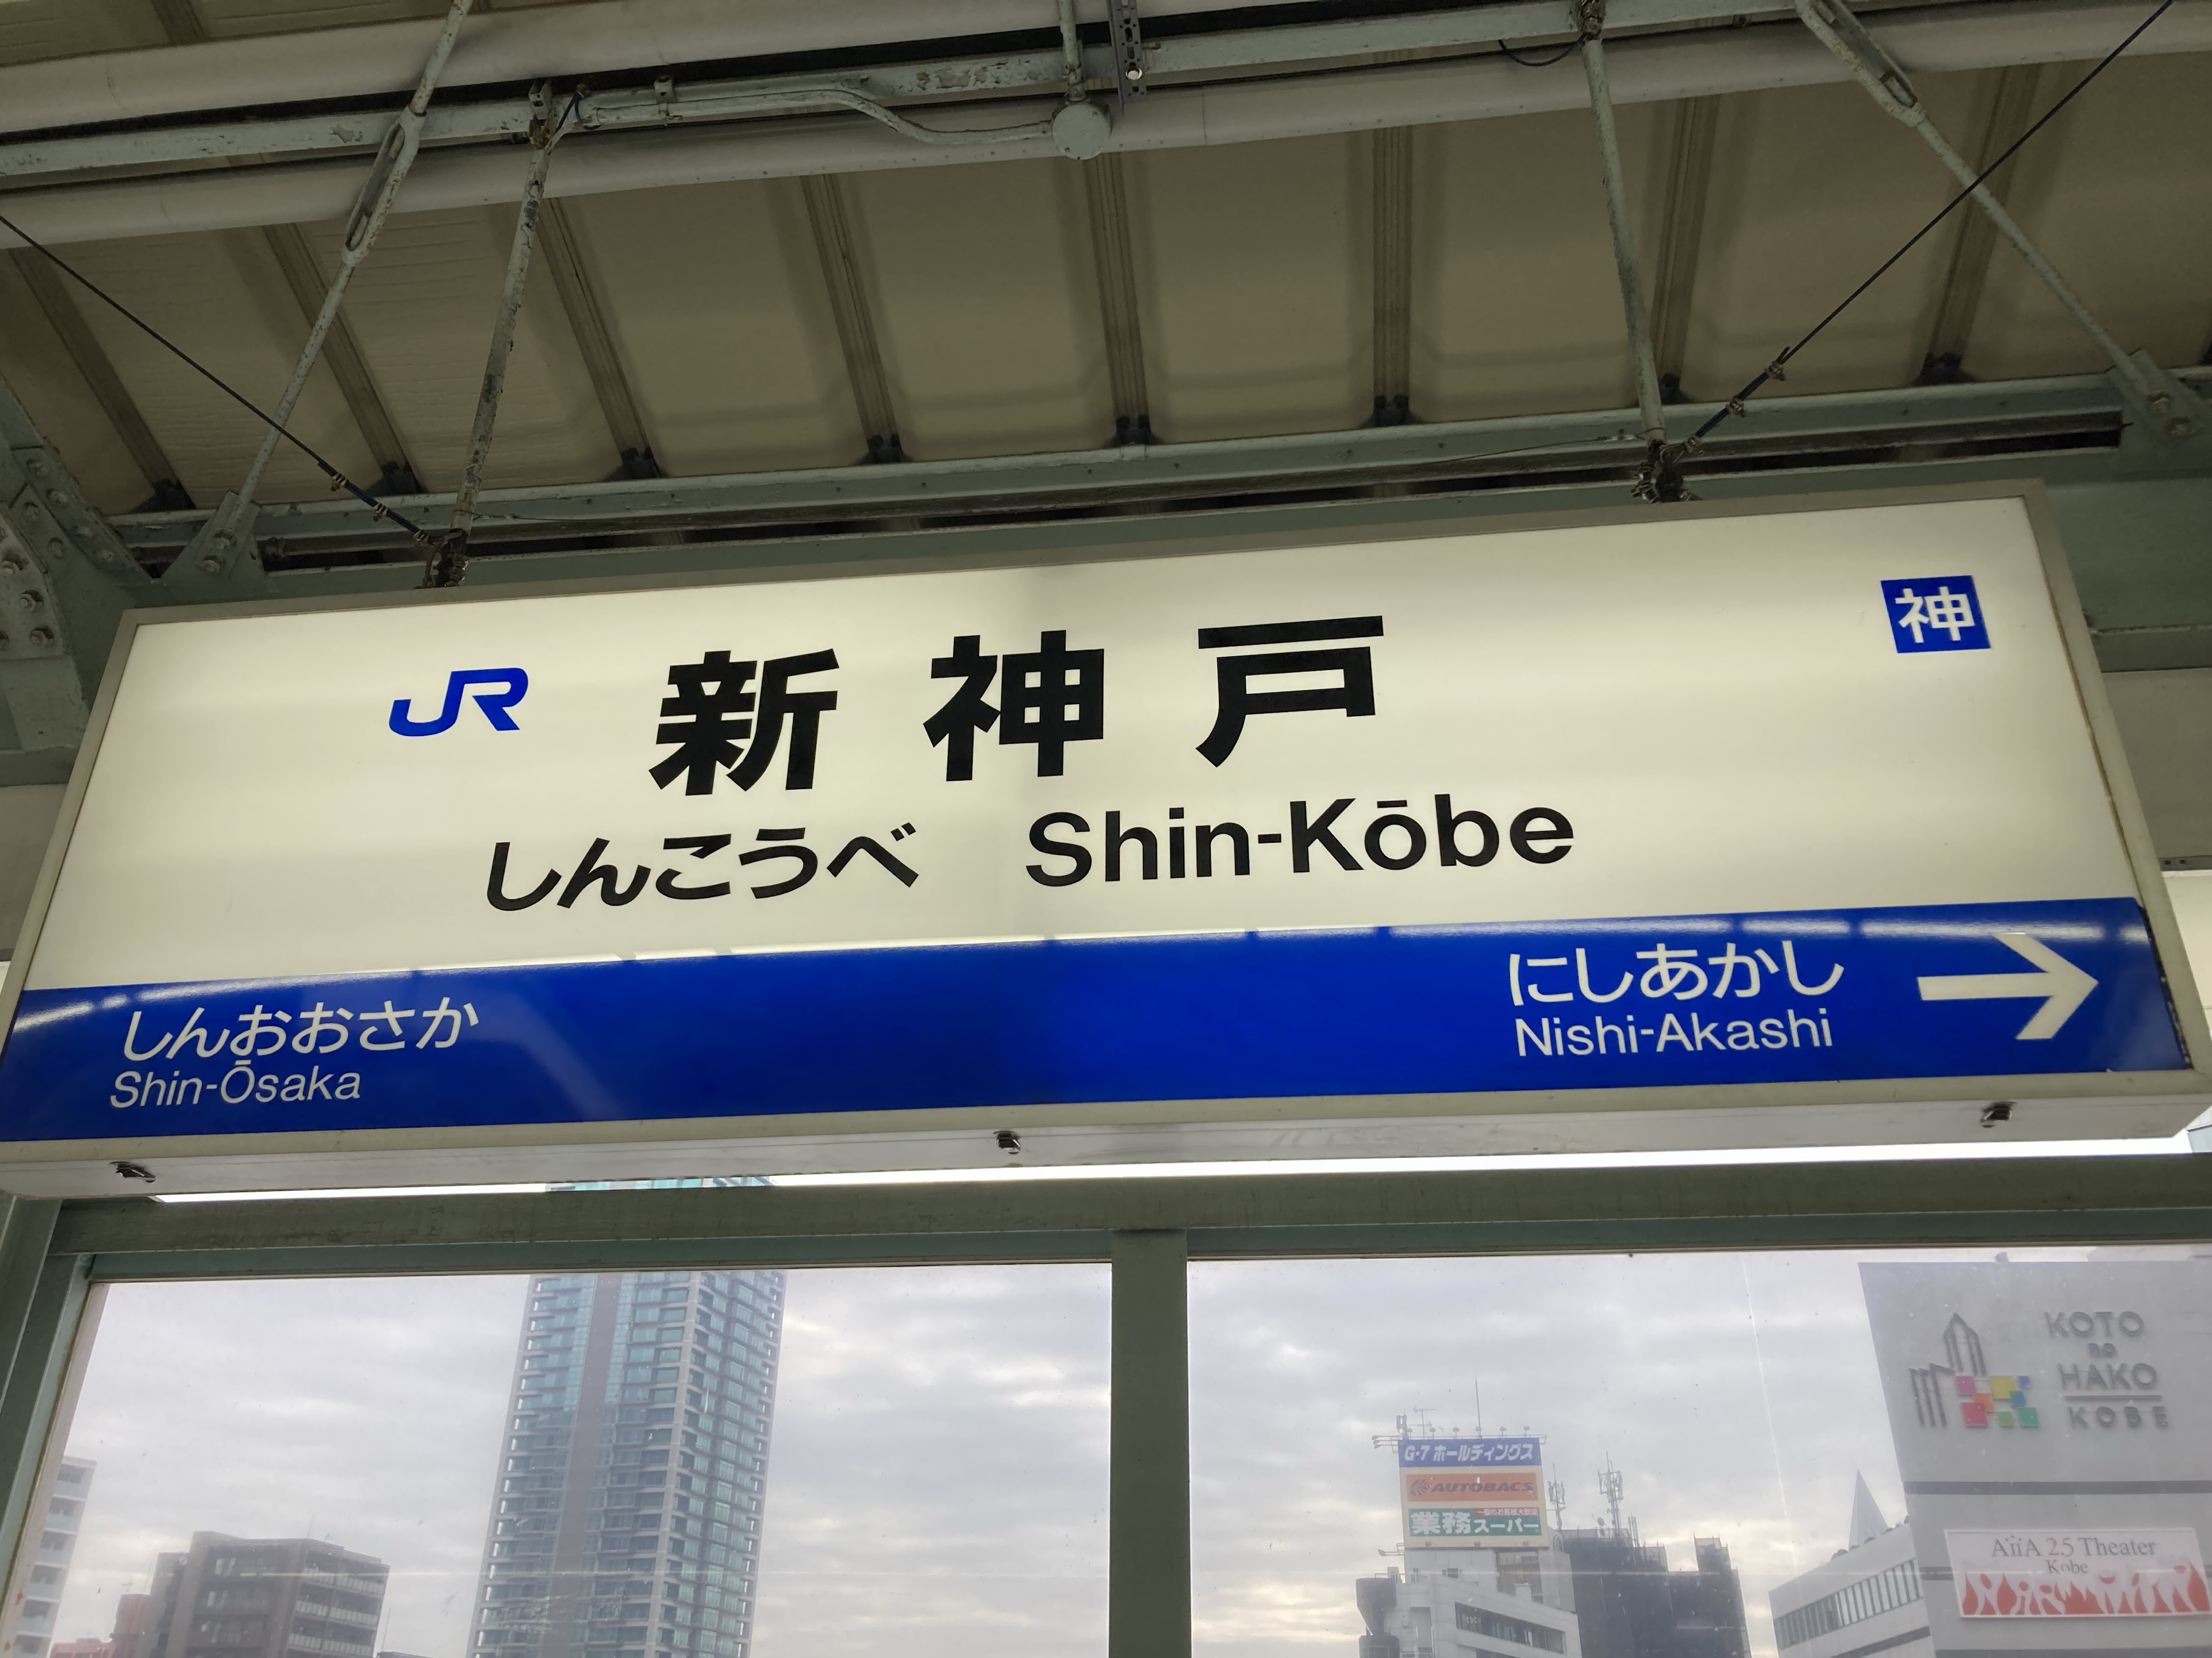 JR 新神戸 神
しんこうべ Shin-Kōbe
しんおおさか
Shin-Ōsaka
にしあかし →
Nishi-Akashi
KOTO
no
HAKO
KOBE
G-7 ホールディングス
AUTOBACS
業務スーパー
AiiA 2.5 Theater
Kobe